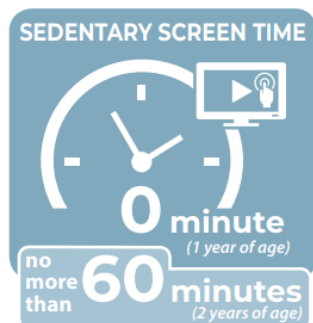 SEDENTARY SCREEN TIME
0 minute
(1 year of age)
no more than 60 minutes
(2 years of age)